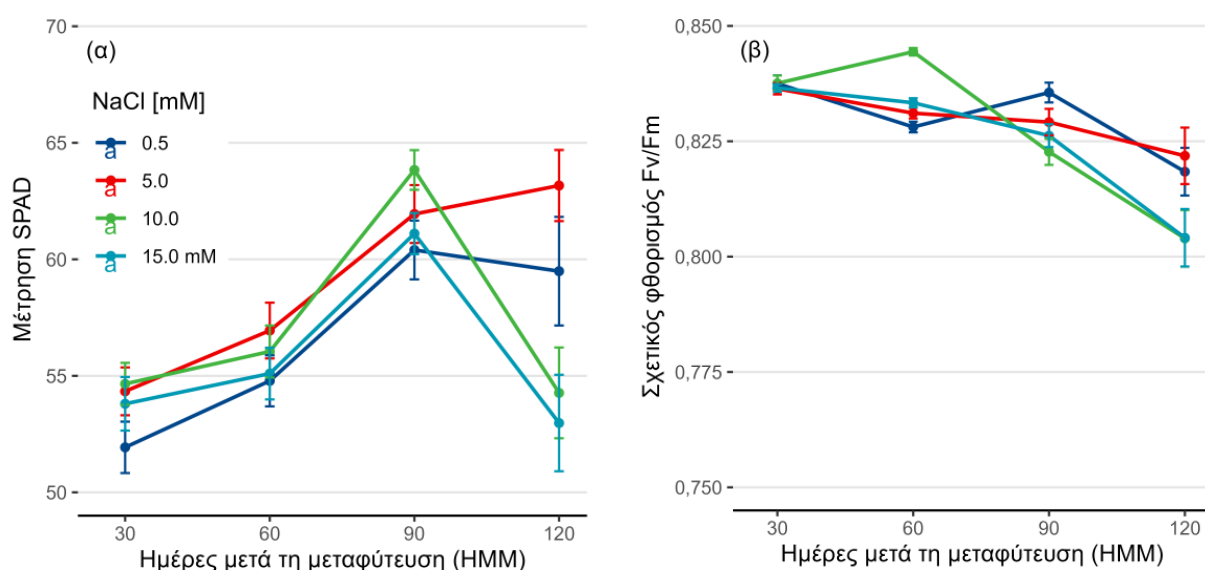 (α)
NaCl [mM]
a 0.5
a 5.0
a 10.0
a 15.0 mM
Μέτρηση SPAD
70
65
60
55
50
30 60 90 120
Ημέρες μετά τη μεταφύτευση (ΗΜΜ)
(β)
Σχετικός φθορισμός Fv/Fm
0,850
0,825
0,800
0,775
0,750
30 60 90 120
Ημέρες μετά τη μεταφύτευση (ΗΜΜ)